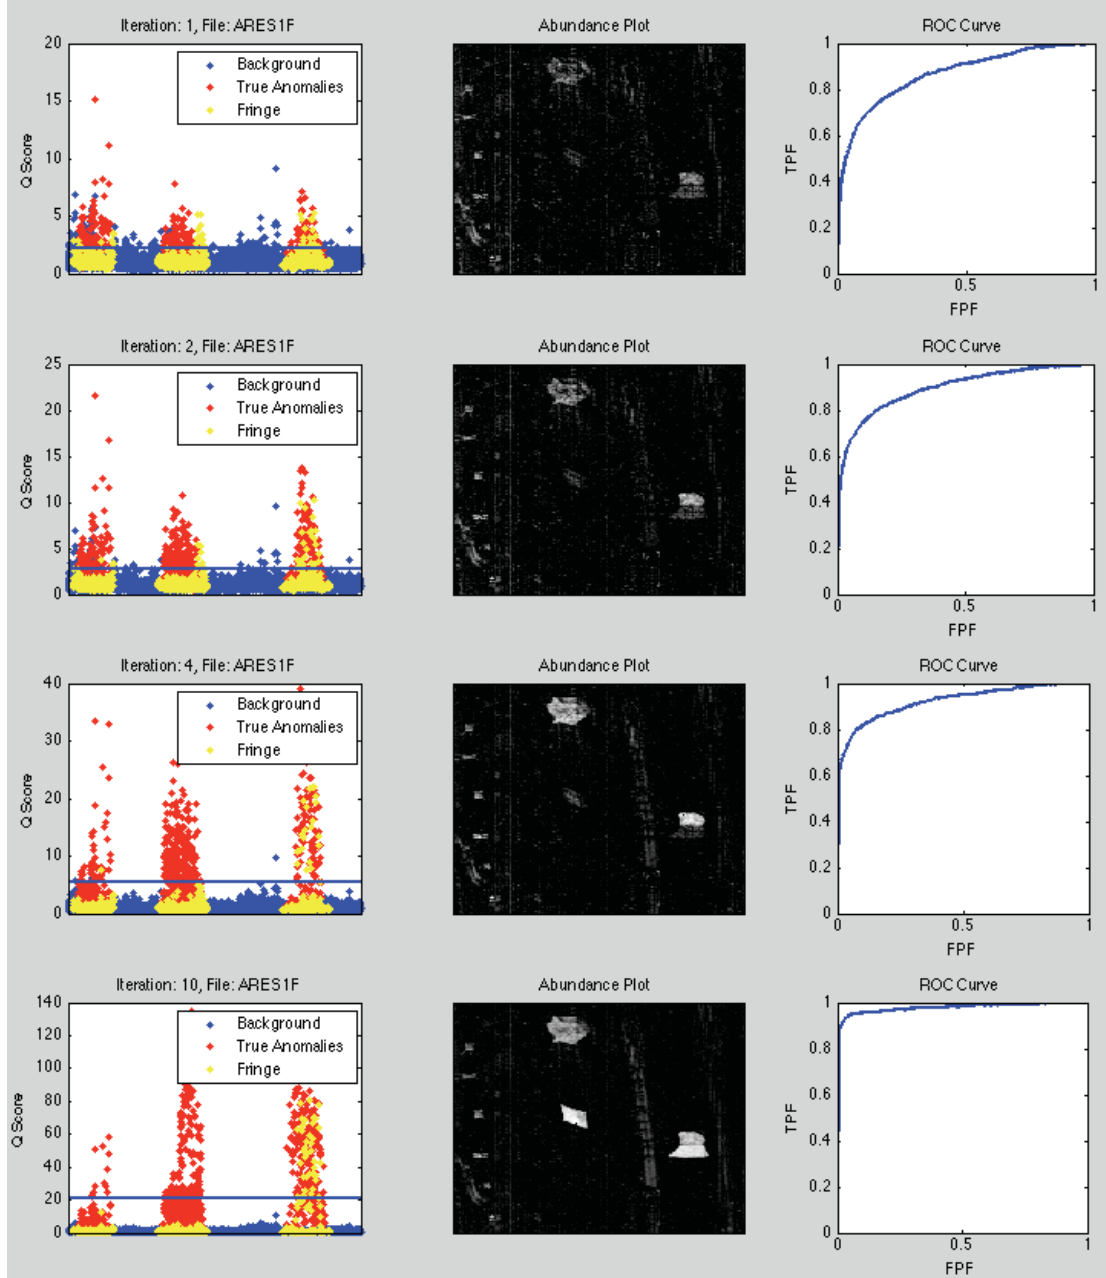 Iteration: 1, File: ARES1F
Abundance Plot
ROC Curve
20
15
10
5
0
Q Score
Background
True Anomalies
Fringe
1
0.8
0.6
0.4
0.2
0
TPF
0
0.5
1
FPF
Iteration: 2, File: ARES1F
Abundance Plot
ROC Curve
25
20
15
10
5
0
Q Score
Background
True Anomalies
Fringe
1
0.8
0.6
0.4
0.2
0
TPF
0
0.5
1
FPF
Iteration: 4, File: ARES1F
Abundance Plot
ROC Curve
40
30
20
10
0
Q Score
Background
True Anomalies
Fringe
1
0.8
0.6
0.4
0.2
0
TPF
0
0.5
1
FPF
Iteration: 10, File: ARES1F
Abundance Plot
ROC Curve
140
120
100
80
60
40
20
0
Q Score
Background
True Anomalies
Fringe
1
0.8
0.6
0.4
0.2
0
TPF
0
0.5
1
FPF